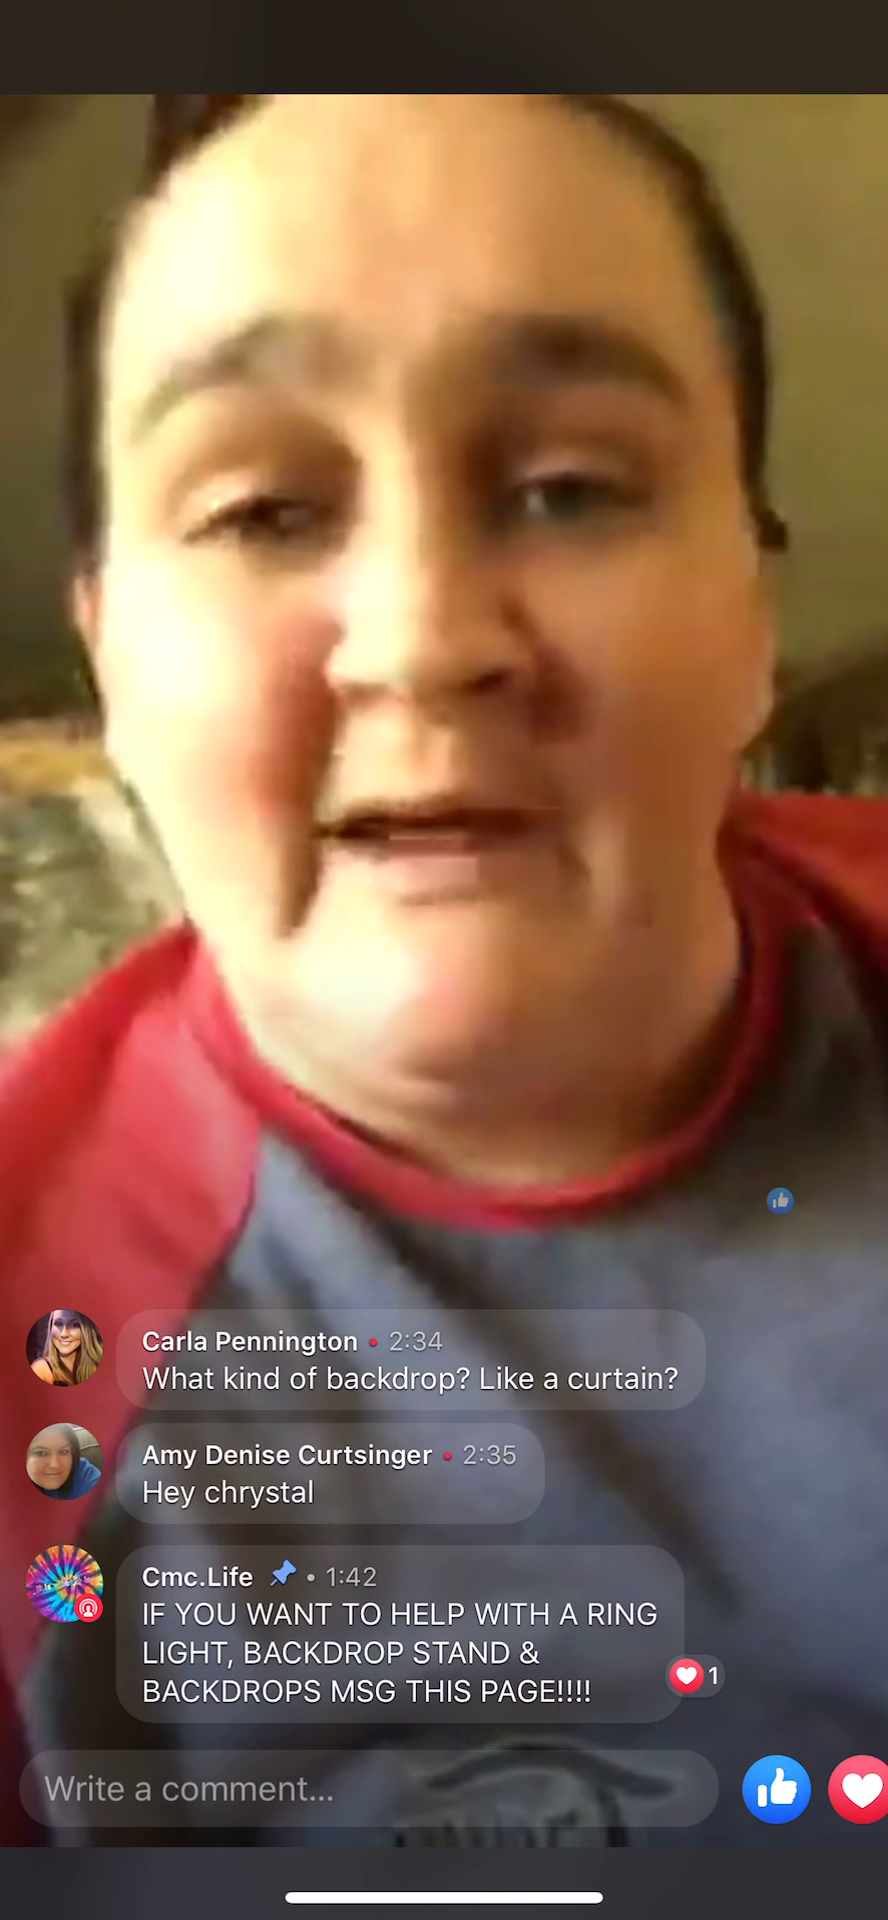 Carla Pennington • 2:34
What kind of backdrop? Like a curtain?
Amy Denise Curtsinger • 2:35
Hey chrystal
Cmc.Life • 1:42
IF YOU WANT TO HELP WITH A RING
LIGHT, BACKDROP STAND &
BACKDROPS MSG THIS PAGE!!!!
1
Write a comment...